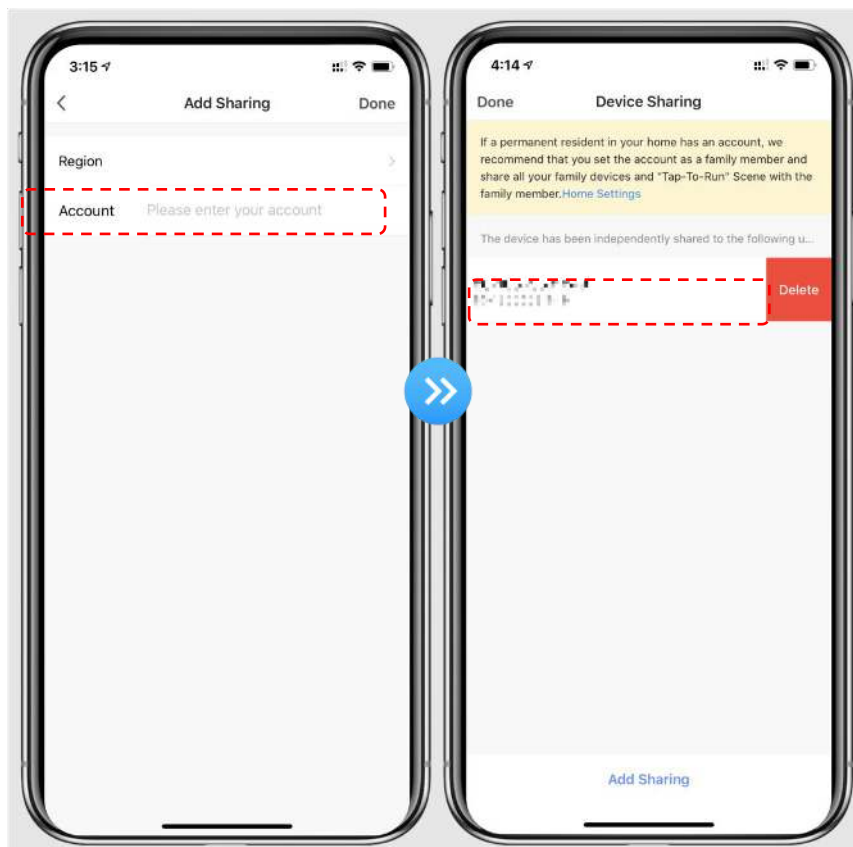 3:15
Add Sharing
Done
Region
Account Please enter your account
4:14
Done
Device Sharing
If a permanent resident in your home has an account, we
recommend that you set the account as a family member and
share all your family devices and "Tap-To-Run" Scene with the
family member.Home Settings
The device has been independently shared to the following u...
Delete
Add Sharing